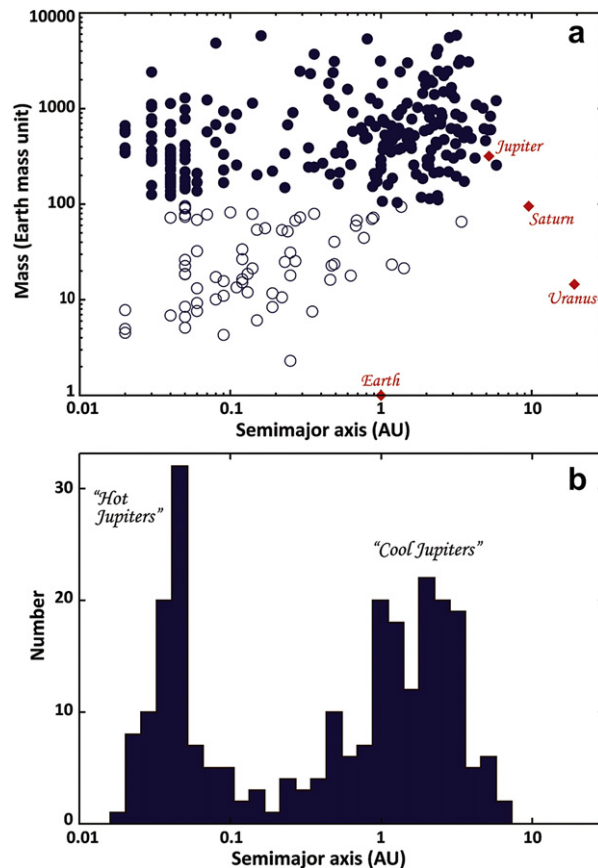 10000
a
1000
Jupiter
100
Saturn
10
Uranus
Earth
1
0.01
0.1
1
10
Mass (Earth mass unit)
Semimajor axis (AU)
b
30
"Hot
Jupiters"
"Cool Jupiters"
20
10
0
Number
0.01
0.1
1
10
Semimajor axis (AU)